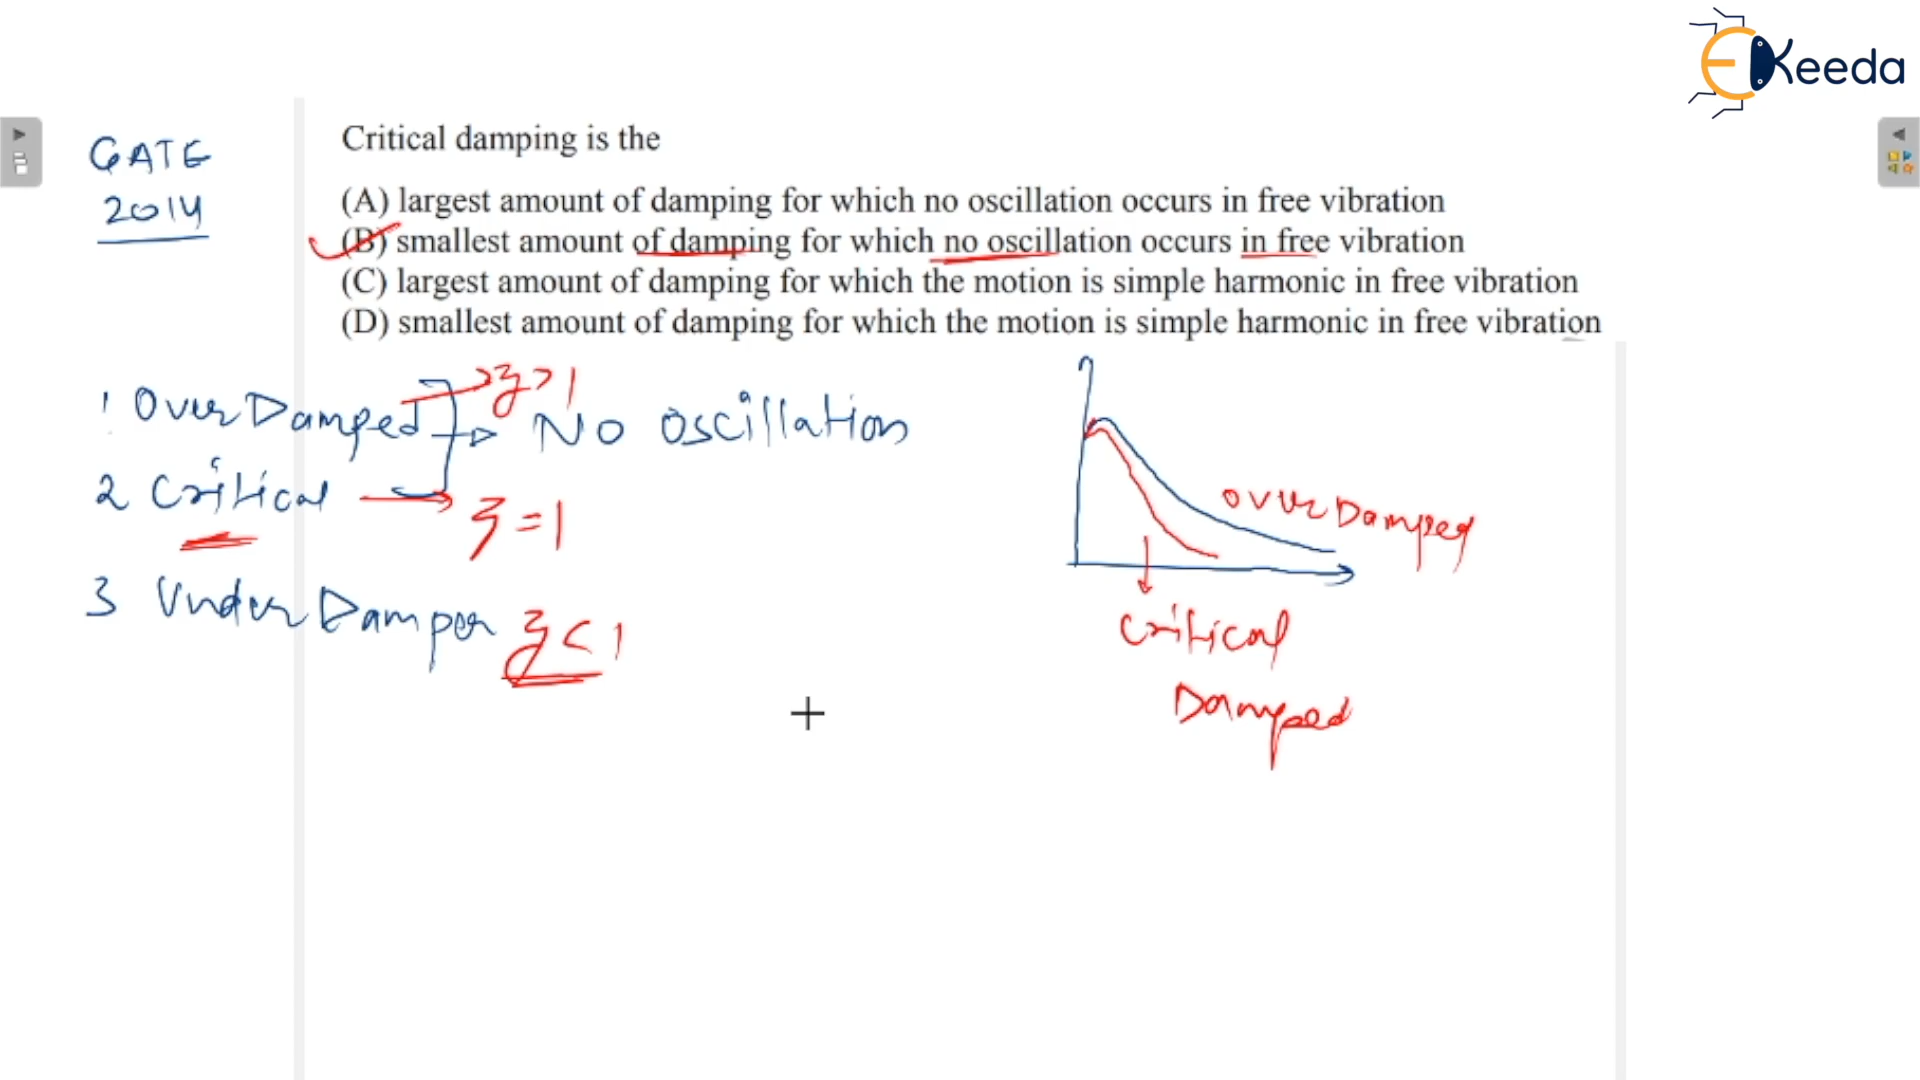 EKeeda
GATE
2014
Critical damping is the
(A) largest amount of damping for which no oscillation occurs in free vibration
(B) smallest amount of damping for which no oscillation occurs in free vibration
(C) largest amount of damping for which the motion is simple harmonic in free vibration
(D) smallest amount of damping for which the motion is simple harmonic in free vibration
1 Over Damped → ξ > 1
→ No oscillation
2 Critical → ξ = 1
3 Under Damper ξ < 1
over Damped
critical
Damped